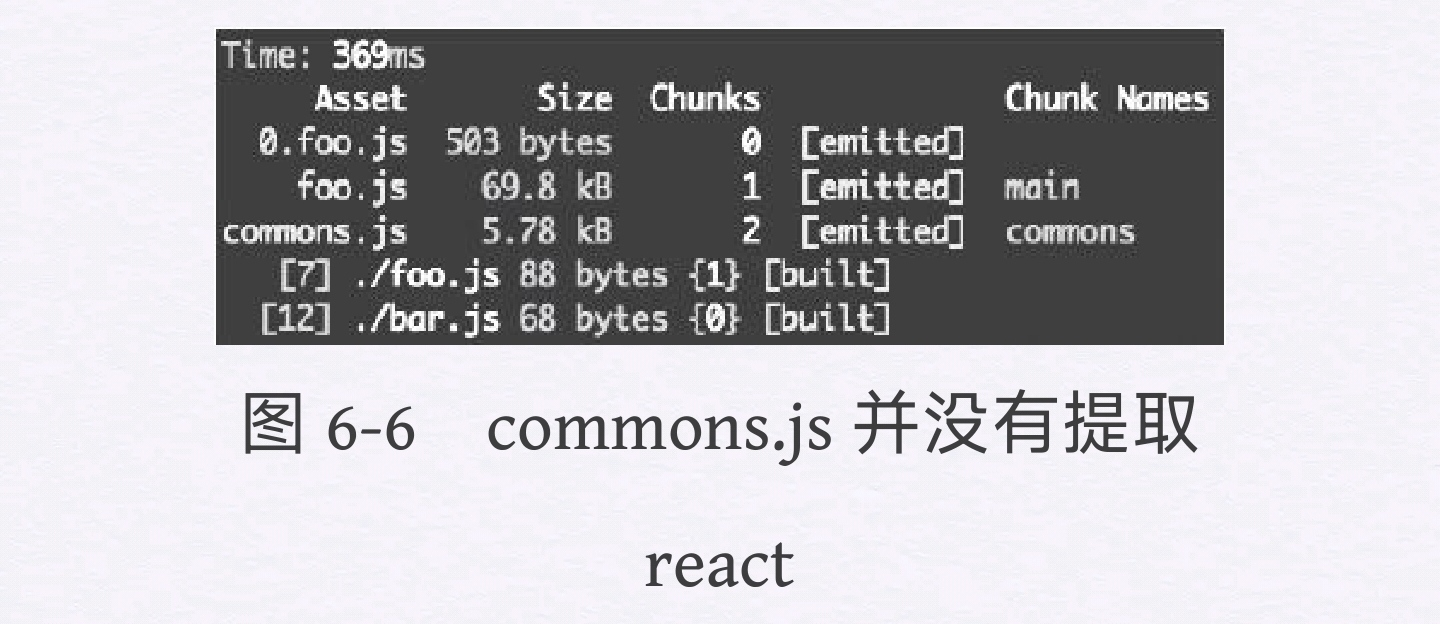 Time: 369ms
Asset Size Chunks Chunk Names
0.foo.js 503 bytes 0 [emitted]
foo.js 69.8 kB 1 [emitted] main
commons.js 5.78 kB 2 [emitted] commons
[7] ./foo.js 88 bytes {1} [built]
[12] ./bar.js 68 bytes {0} [built]
图 6-6 commons.js 并没有提取
react